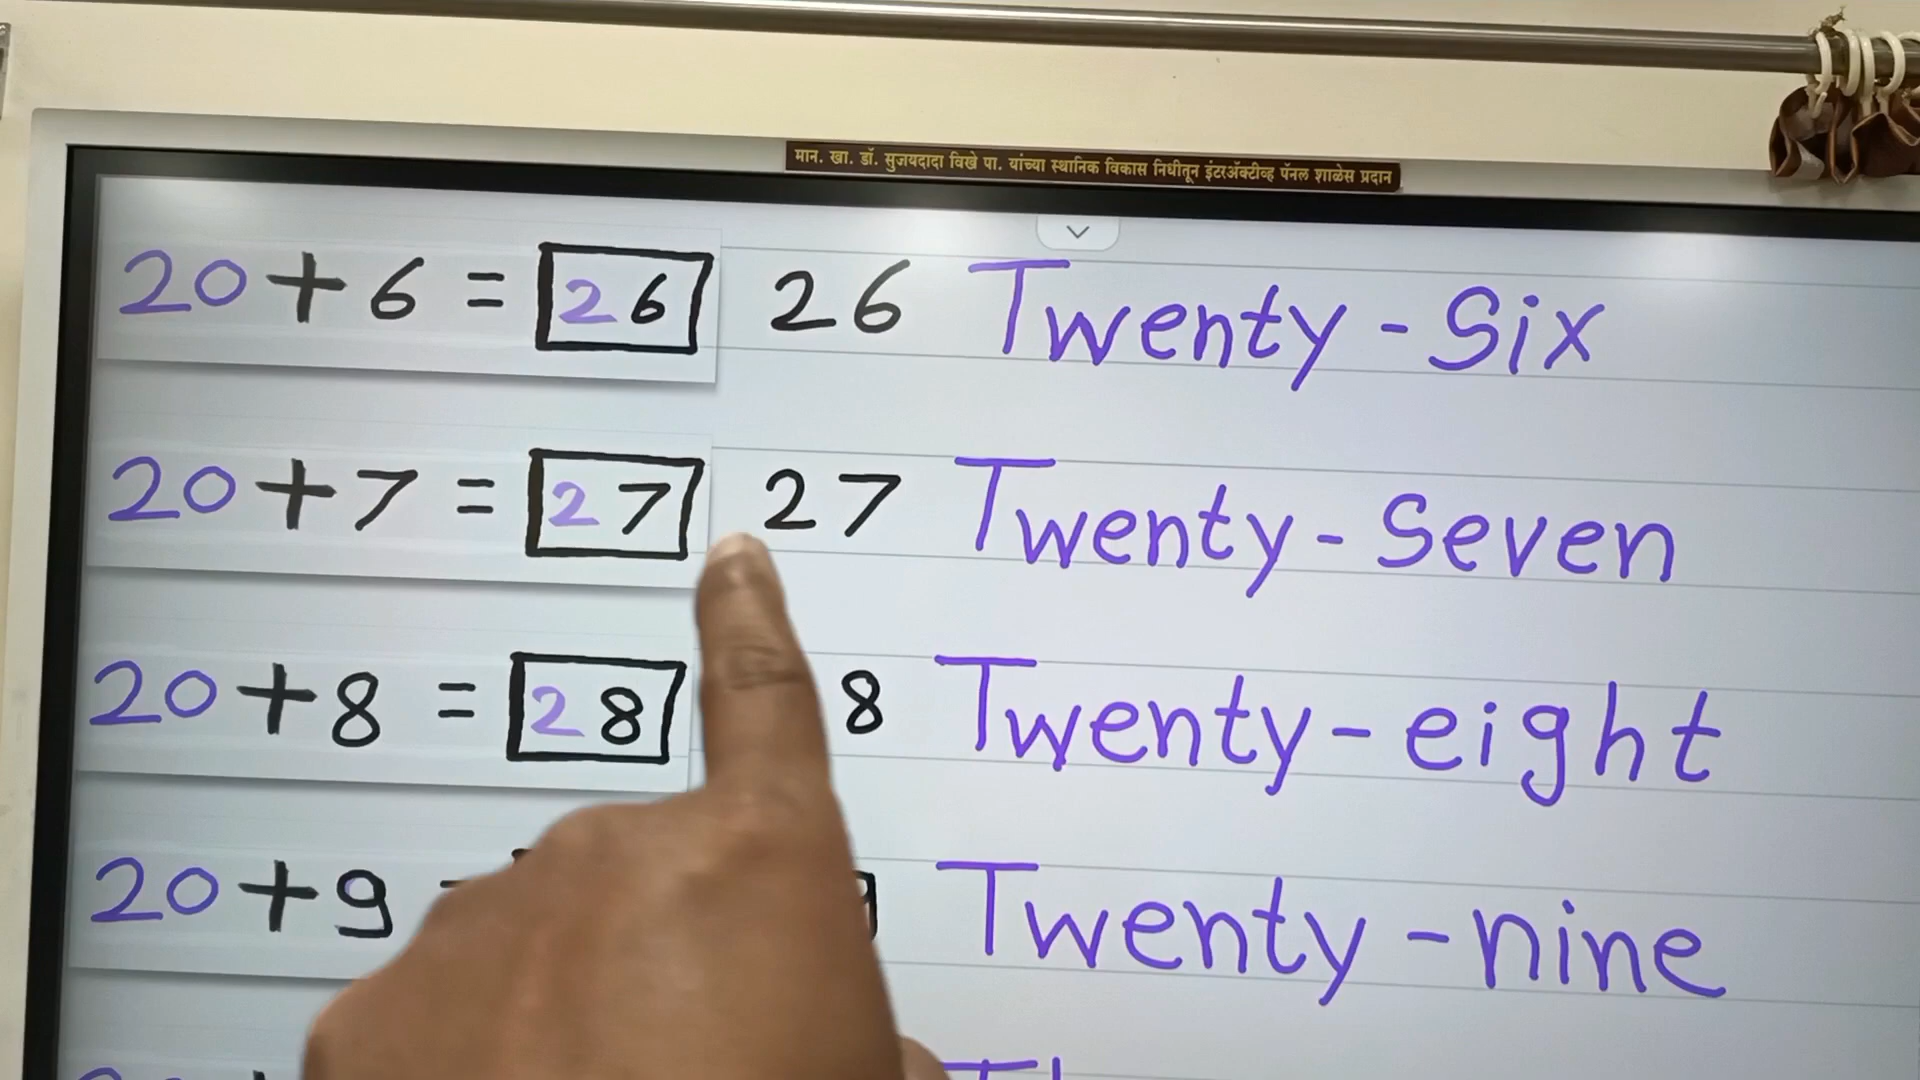 मान. खा. डॉ. सुजयदादा विखे पा. यांच्या स्थानिक विकास निधीतून इंटरॲक्टीव्ह पॅनल शाळेस प्रदान
20 + 6 = 26 26 Twenty - Six
20 + 7 = 27 27 Twenty - Seven
20 + 8 = 28 8 Twenty - eight
20 + 9 Twenty - nine